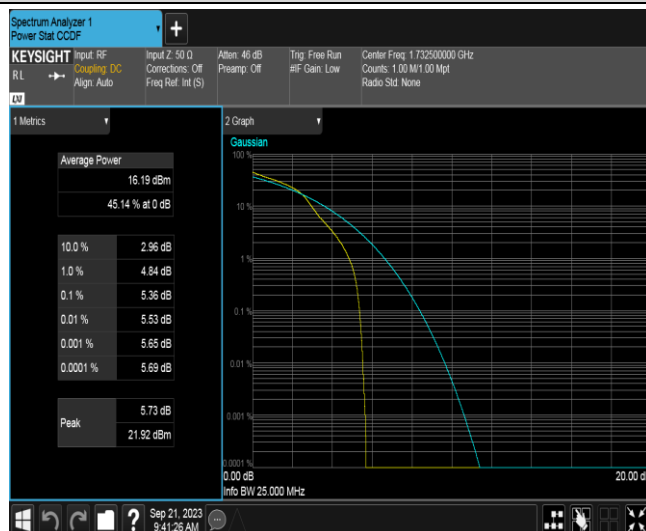 Spectrum Analyzer 1
Power Stat CCDF
KEYSIGHT
RL
LXI
Input: RF
Coupling: DC
Align: Auto
Input Z: 50 Ω
Corrections: Off
Freq Ref: Int (S)
Atten: 46 dB
Preamp: Off
Trig: Free Run
#IF Gain: Low
Center Freq: 1.732500000 GHz
Counts: 1.00 M/1.00 Mpt
Radio Std: None
1 Metrics
Average Power
16.19 dBm
45.14 % at 0 dB
10.0 % 2.96 dB
1.0 % 4.84 dB
0.1 % 5.36 dB
0.01 % 5.53 dB
0.001 % 5.65 dB
0.0001 % 5.69 dB
Peak
5.73 dB
21.92 dBm
2 Graph
Gaussian
100 %
10 %
1 %
0.1 %
0.01 %
0.001 %
0.0001 %
0.00 dB
20.00 d
Info BW 25.000 MHz
?
Sep 21, 2023
9:41:26 AM